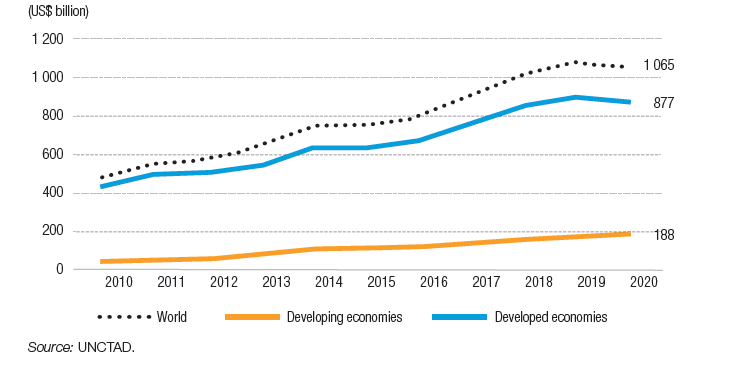 (US$ billion)
1 200
1 000
800
600
400
200
0
1 065
877
188
2010 2011 2012 2013 2014 2015 2016 2017 2018 2019 2020
World Developing economies Developed economies
Source: UNCTAD.